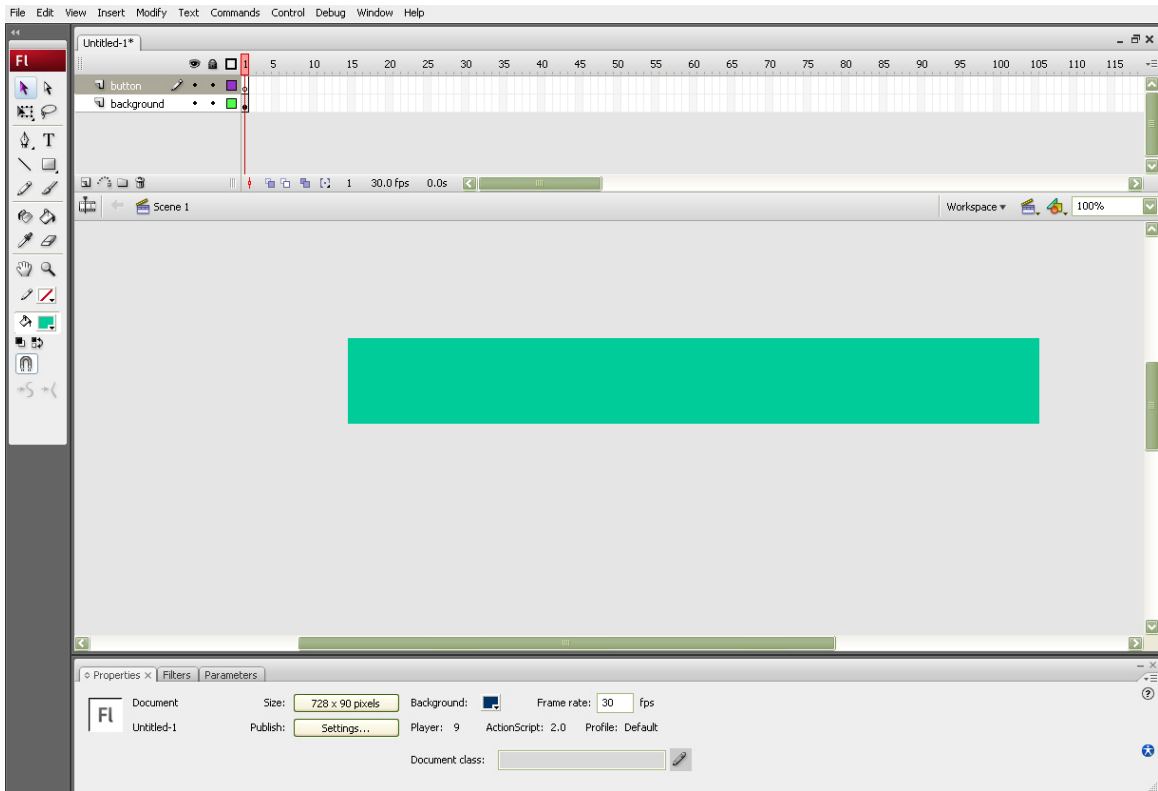 File Edit View Insert Modify Text Commands Control Debug Window Help
Untitled-1*
Fl
1 5 10 15 20 25 30 35 40 45 50 55 60 65 70 75 80 85 90 95 100 105 110 115
button
background
T
1 30.0 fps 0.0s
Scene 1 Workspace 100%
Properties × Filters Parameters
Fl Document Size: 728 x 90 pixels Background: Frame rate: 30 fps
Untitled-1 Publish: Settings... Player: 9 ActionScript: 2.0 Profile: Default
Document class: